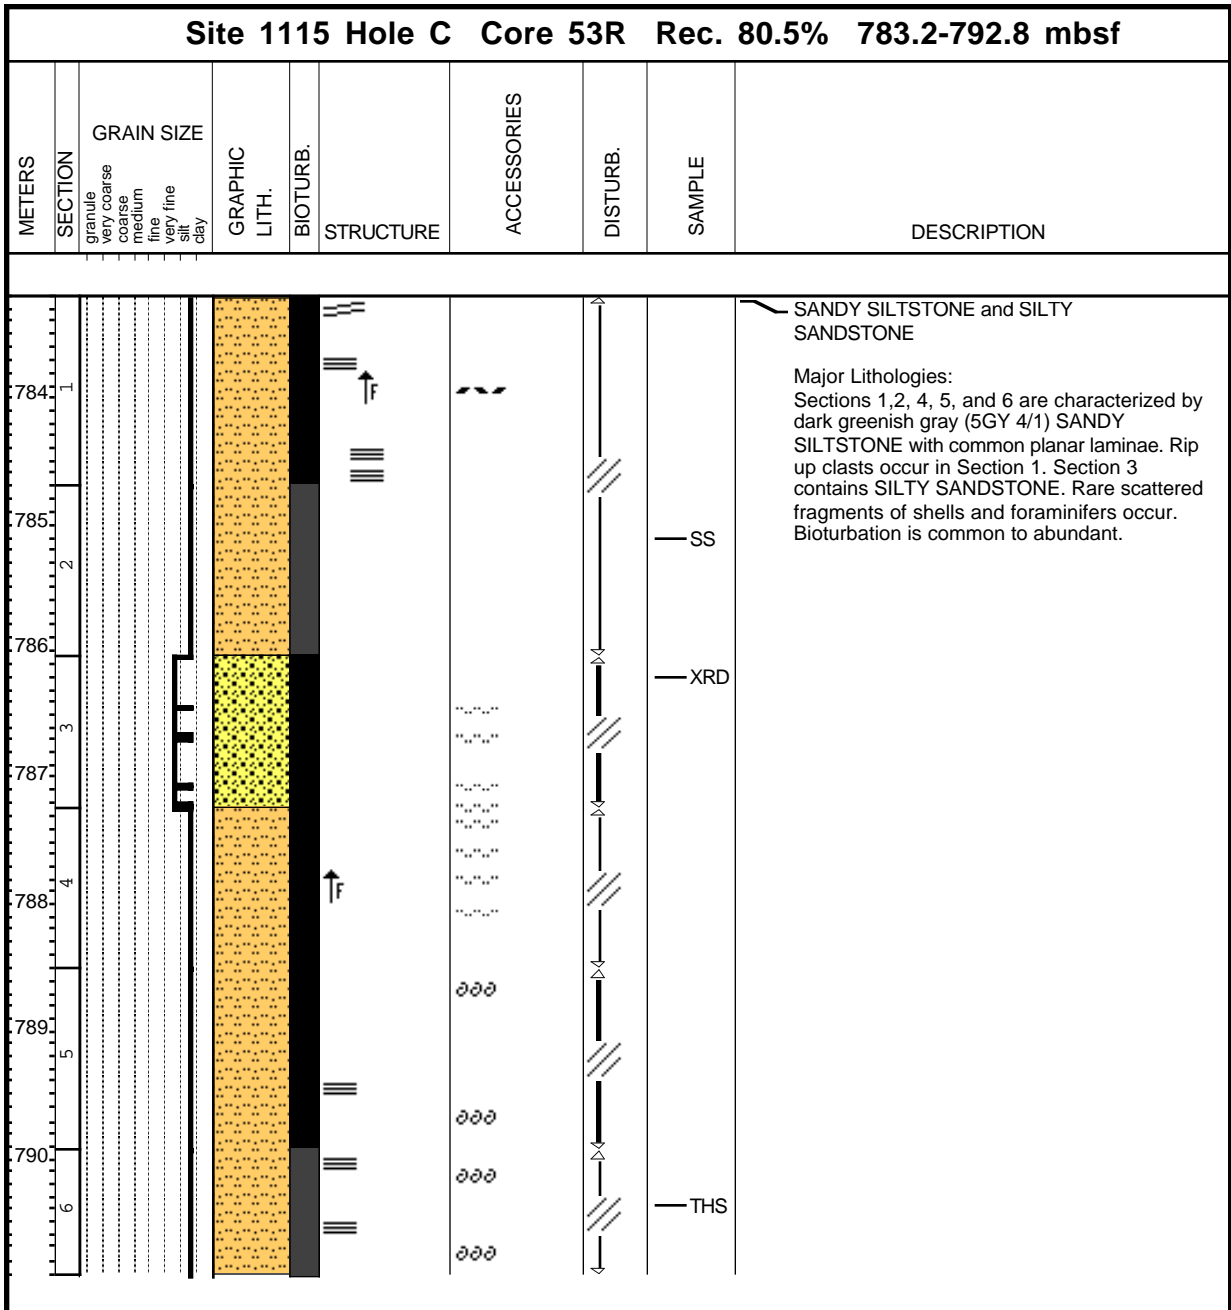 Site 1115 Hole C Core 53R Rec. 80.5% 783.2-792.8 mbsf
METERS
SECTION
GRAIN SIZE
granule
very coarse
coarse
medium
fine
very fine
silt
clay
GRAPHIC
LITH.
BIOTURB.
STRUCTURE
ACCESSORIES
DISTURB.
SAMPLE
DESCRIPTION
SANDY SILTSTONE and SILTY
SANDSTONE
Major Lithologies:
Sections 1,2, 4, 5, and 6 are characterized by
dark greenish gray (5GY 4/1) SANDY
SILTSTONE with common planar laminae. Rip
up clasts occur in Section 1. Section 3
contains SILTY SANDSTONE. Rare scattered
fragments of shells and foraminifers occur.
Bioturbation is common to abundant.
784
1
F
785
SS
2
786
XRD
3
787
4
F
788
789
5
790
6
THS